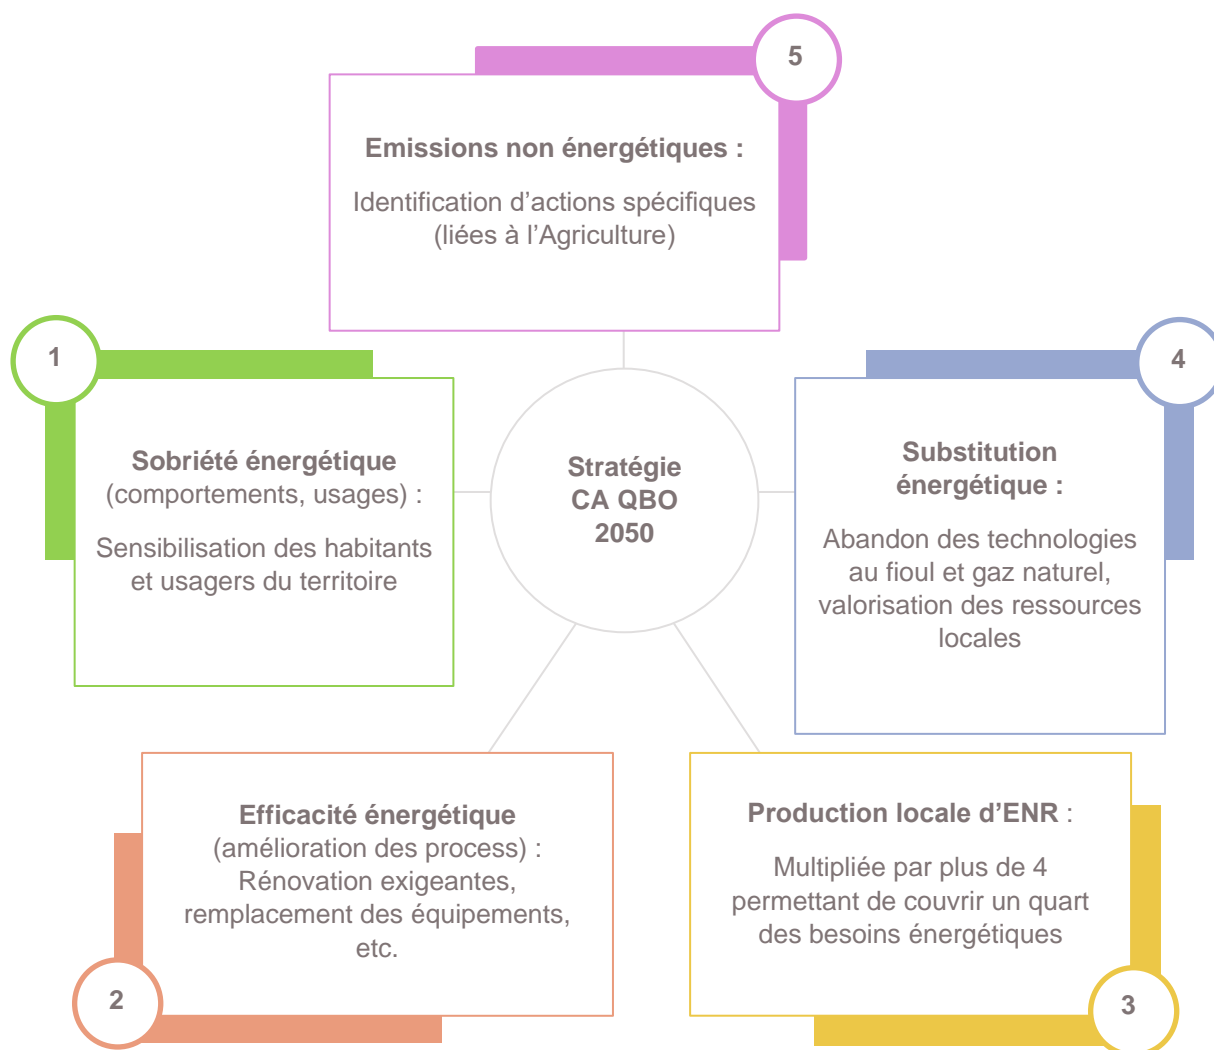 5
Emissions non énergétiques :
Identification d’actions spécifiques
(liées à l’Agriculture)
1
Sobriété énergétique
(comportements, usages) :
Sensibilisation des habitants
et usagers du territoire
Stratégie
CA QBO
2050
4
Substitution
énergétique :
Abandon des technologies
au fioul et gaz naturel,
valorisation des ressources
locales
Efficacité énergétique
(amélioration des process) :
Rénovation exigeantes,
remplacement des équipements,
etc.
2
Production locale d’ENR :
Multipliée par plus de 4
permettant de couvrir un quart
des besoins énergétiques
3